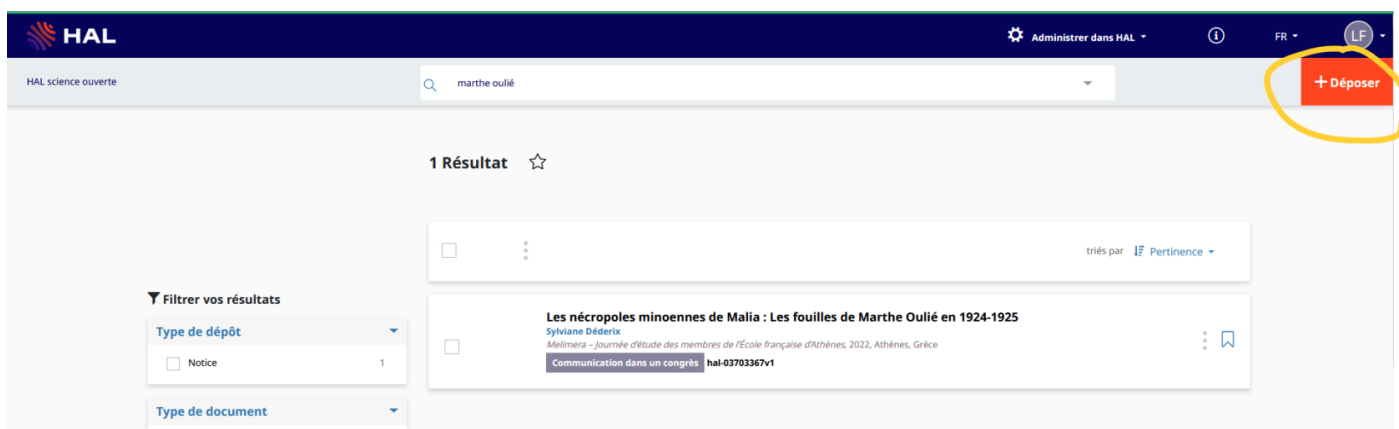 HAL
Administrer dans HAL
FR
LF
HAL science ouverte
marthe oulié
+ Déposer
1 Résultat
triés par Pertinence
Filtrer vos résultats
Type de dépôt
Notice 1
Type de document
Les nécropoles minoennes de Malia : Les fouilles de Marthe Oulié en 1924-1925
Sylviane Déderix
Melimera – Journée d'étude des membres de l'École française d'Athènes, 2022, Athènes, Grèce
Communication dans un congrès hal-03703367v1